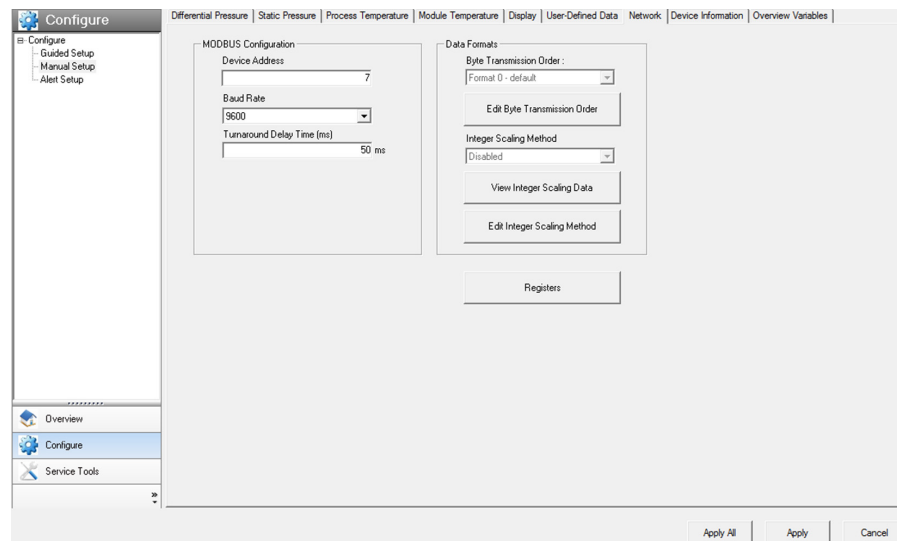 Configure
Configure
Guided Setup
Manual Setup
Alert Setup
Overview
Configure
Service Tools
Differential Pressure Static Pressure Process Temperature Module Temperature Display User-Defined Data Network Device Information Overview Variables
MODBUS Configuration
Device Address
7
Baud Rate
9600
Turnaround Delay Time (ms)
50 ms
Data Formats
Byte Transmission Order :
Format 0 - default
Edit Byte Transmission Order
Integer Scaling Method
Disabled
View Integer Scaling Data
Edit Integer Scaling Method
Registers
Apply All Apply Cancel